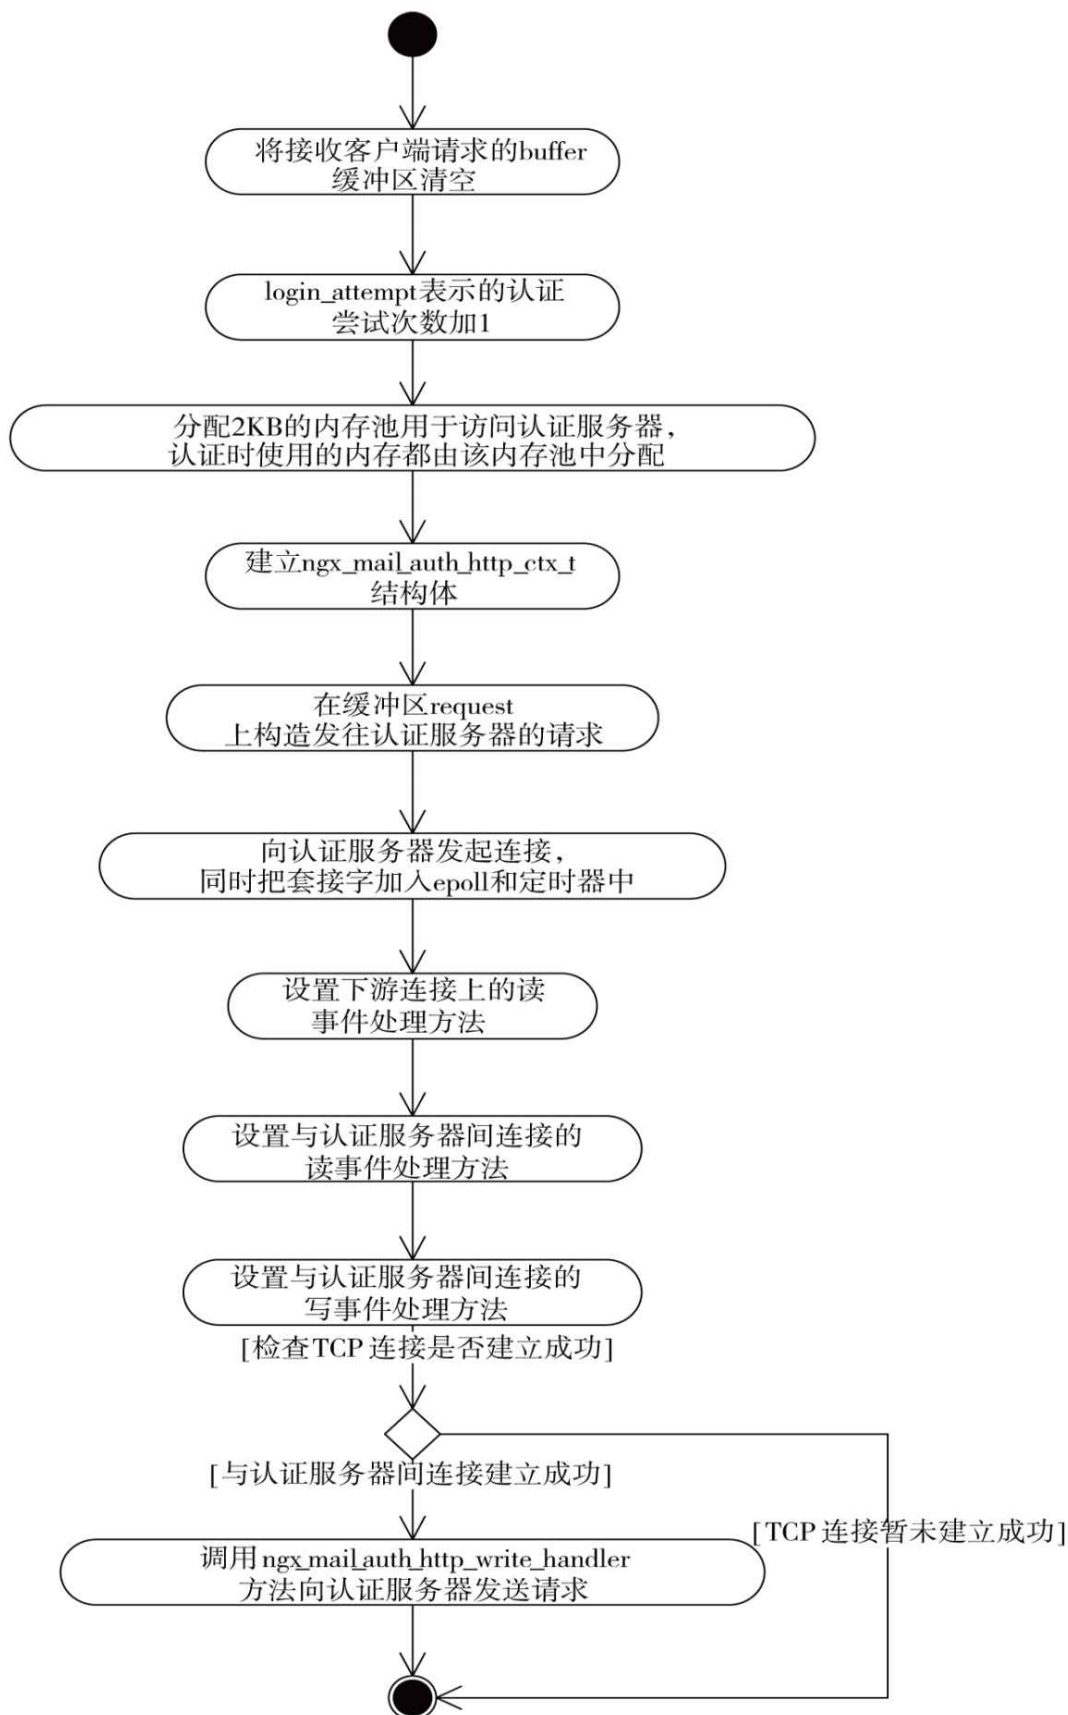 将接收客户端请求的buffer
缓冲区清空
login_attempt表示的认证
尝试次数加1
分配2KB的内存池用于访问认证服务器，
认证时使用的内存都由该内存池中分配
建立ngx_mail_auth_http_ctx_t
结构体
在缓冲区request
上构造发往认证服务器的请求
向认证服务器发起连接，
同时把套接字加入epoll和定时器中
设置下游连接上的读
事件处理方法
设置与认证服务器间连接的
读事件处理方法
设置与认证服务器间连接的
写事件处理方法
[检查TCP 连接是否建立成功]
[与认证服务器间连接建立成功]
[TCP 连接暂未建立成功]
调用ngx_mail_auth_http_write_handler
方法向认证服务器发送请求